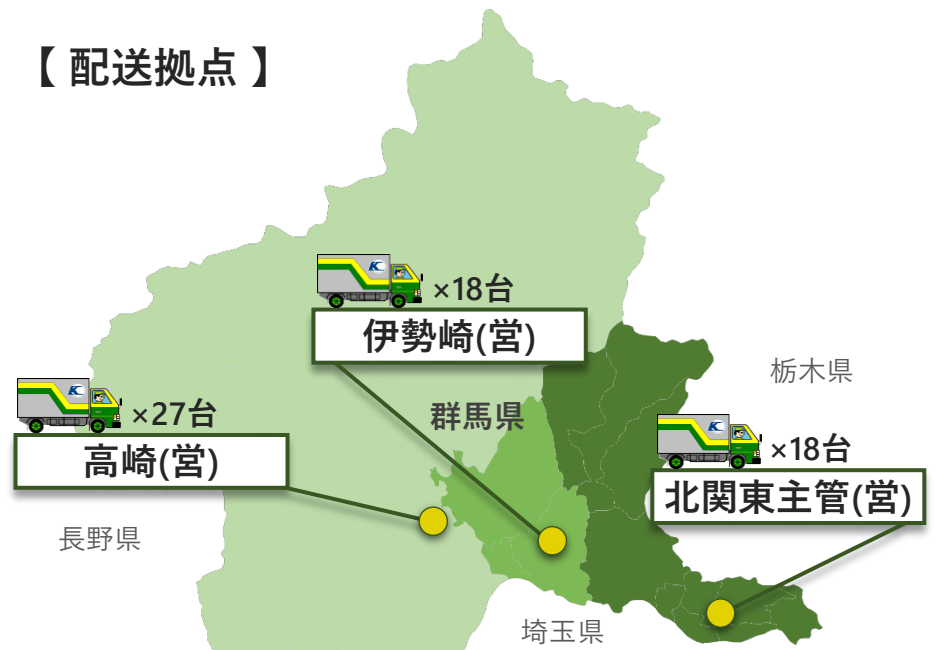 【 配送拠点 】
×18台
伊勢崎(営)
×27台
高崎(営)
群馬県
栃木県
×18台
北関東主管(営)
長野県
埼玉県